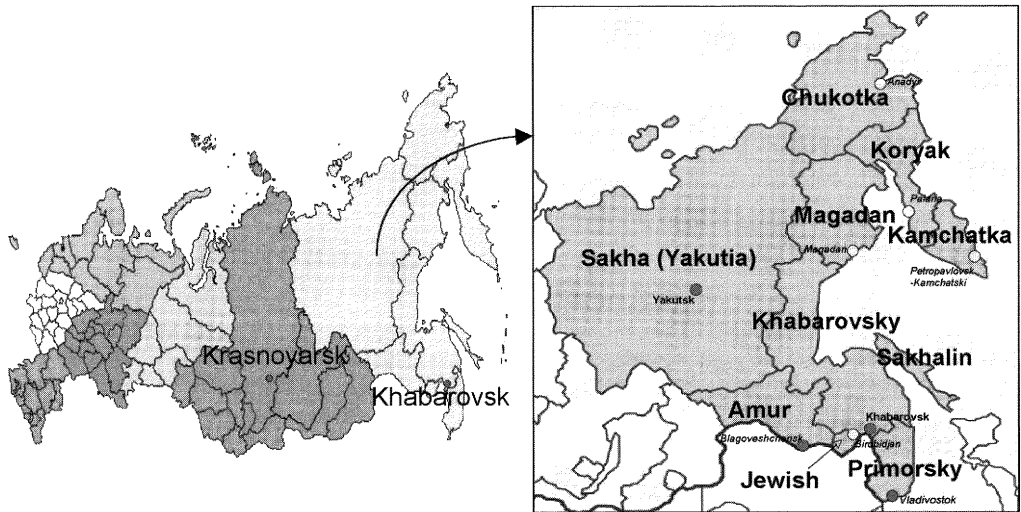 Krasnoyarsk
Khabarovsk
Anadyr
Chukotka
Koryak
Palana
Magadan
Kamchatka
Magadan
Sakha (Yakutia)
Petropavlovsk
-Kamchatski
Yakutsk
Khabarovsky
Sakhalin
Amur
Khabarovsk
Blagoveshchensk
Birobidjan
Primorsky
Jewish
Vladivostok